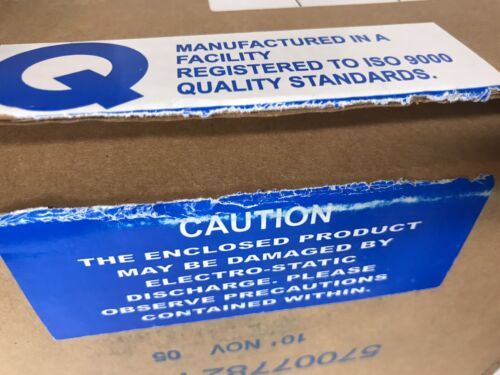 Q
MANUFACTURED IN A
FACILITY
REGISTERED TO ISO 9000
QUALITY STANDARDS.
CAUTION
THE ENCLOSED PRODUCT
MAY BE DAMAGED BY
ELECTRO-STATIC
DISCHARGE. PLEASE
OBSERVE PRECAUTIONS
CONTAINED WITHIN.
57007782
10' NOV 05